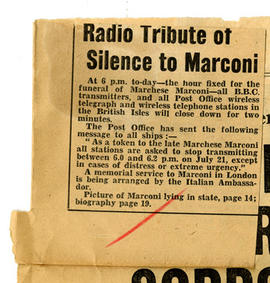 Radio Tribute of
Silence to Marconi
At 6 p.m. to-day—the hour fixed for the
funeral of Marchese Marconi—all B.B.C.
transmitters, and all Post Office wireless
telegraph and wireless telephone stations in
the British Isles will close down for two
minutes.
The Post Office has sent the following
message to all ships:—
"As a token to the late Marchese Marconi
all stations are asked to stop transmitting
between 6.0 and 6.2 p.m. on July 21, except
in cases of distress or extreme urgency."
A memorial service to Marconi in London
is being arranged by the Italian Ambassa-
dor.
Picture of Marconi lying in state, page 14;
biography page 19.